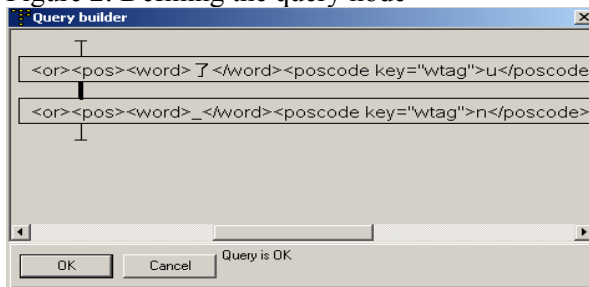 Figure 2. Defining the query node
Query builder
<or><pos><word>了</word><poscode key="wtag">u</poscode
<or><pos><word>_</word><poscode key="wtag">n</poscode>
Query is OK
OK Cancel